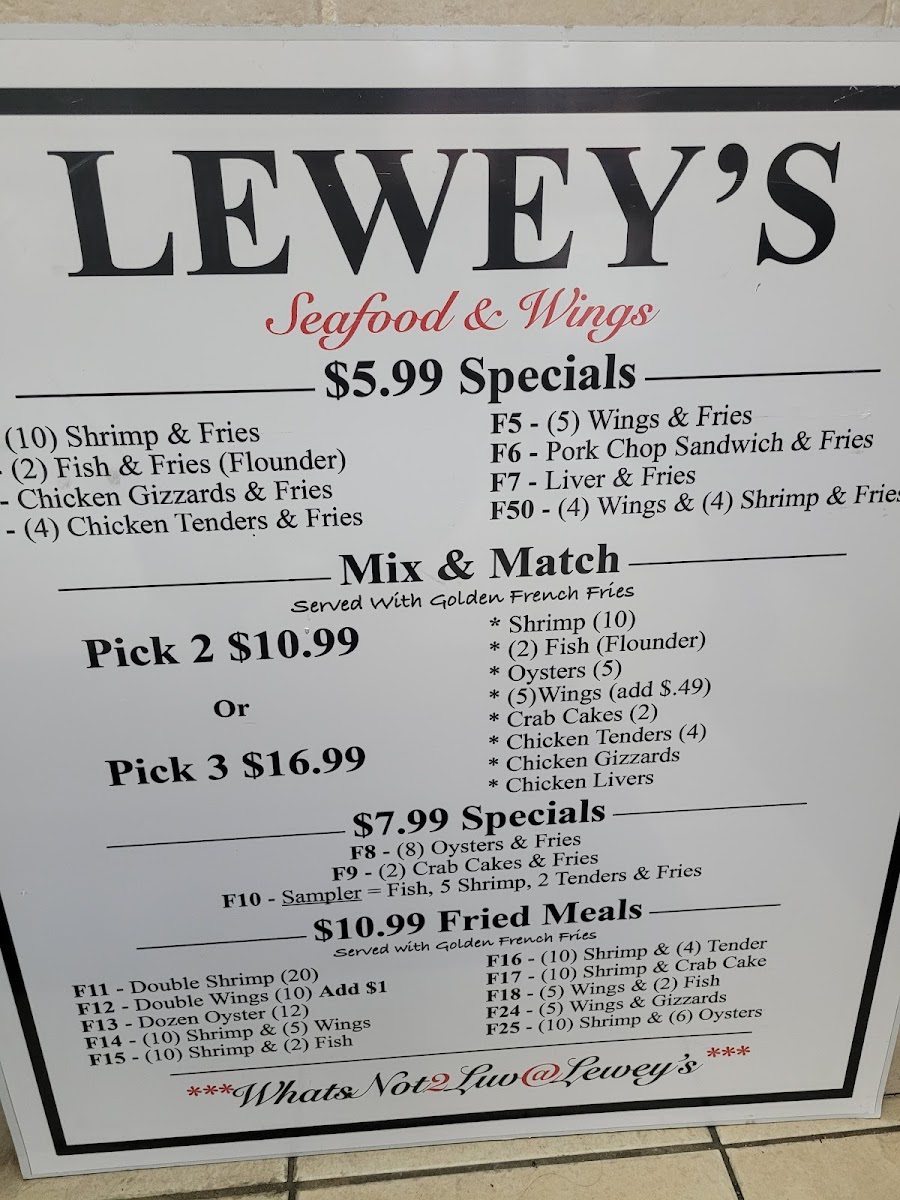 LEWEY'S
Seafood & Wings
$5.99 Specials
(10) Shrimp & Fries
- (2) Fish & Fries (Flounder)
- Chicken Gizzards & Fries
- (4) Chicken Tenders & Fries
F5 - (5) Wings & Fries
F6 - Pork Chop Sandwich & Fries
F7 - Liver & Fries
F50 - (4) Wings & (4) Shrimp & Fries
Mix & Match
Served With Golden French Fries
Pick 2 $10.99
Or
Pick 3 $16.99
* Shrimp (10)
* (2) Fish (Flounder)
* Oysters (5)
* (5)Wings (add $.49)
* Crab Cakes (2)
* Chicken Tenders (4)
* Chicken Gizzards
* Chicken Livers
$7.99 Specials
F8 - (8) Oysters & Fries
F9 - (2) Crab Cakes & Fries
F10 - Sampler = Fish, 5 Shrimp, 2 Tenders & Fries
$10.99 Fried Meals
Served with Golden French Fries
F11 - Double Shrimp (20)
F12 - Double Wings (10) Add $1
F13 - Dozen Oyster (12)
F14 - (10) Shrimp & (5) Wings
F15 - (10) Shrimp & (2) Fish
F16 - (10) Shrimp & (4) Tender
F17 - (10) Shrimp & Crab Cake
F18 - (5) Wings & (2) Fish
F24 - (5) Wings & Gizzards
F25 - (10) Shrimp & (6) Oysters
***Whats Not2 Luv@Lewey's ***